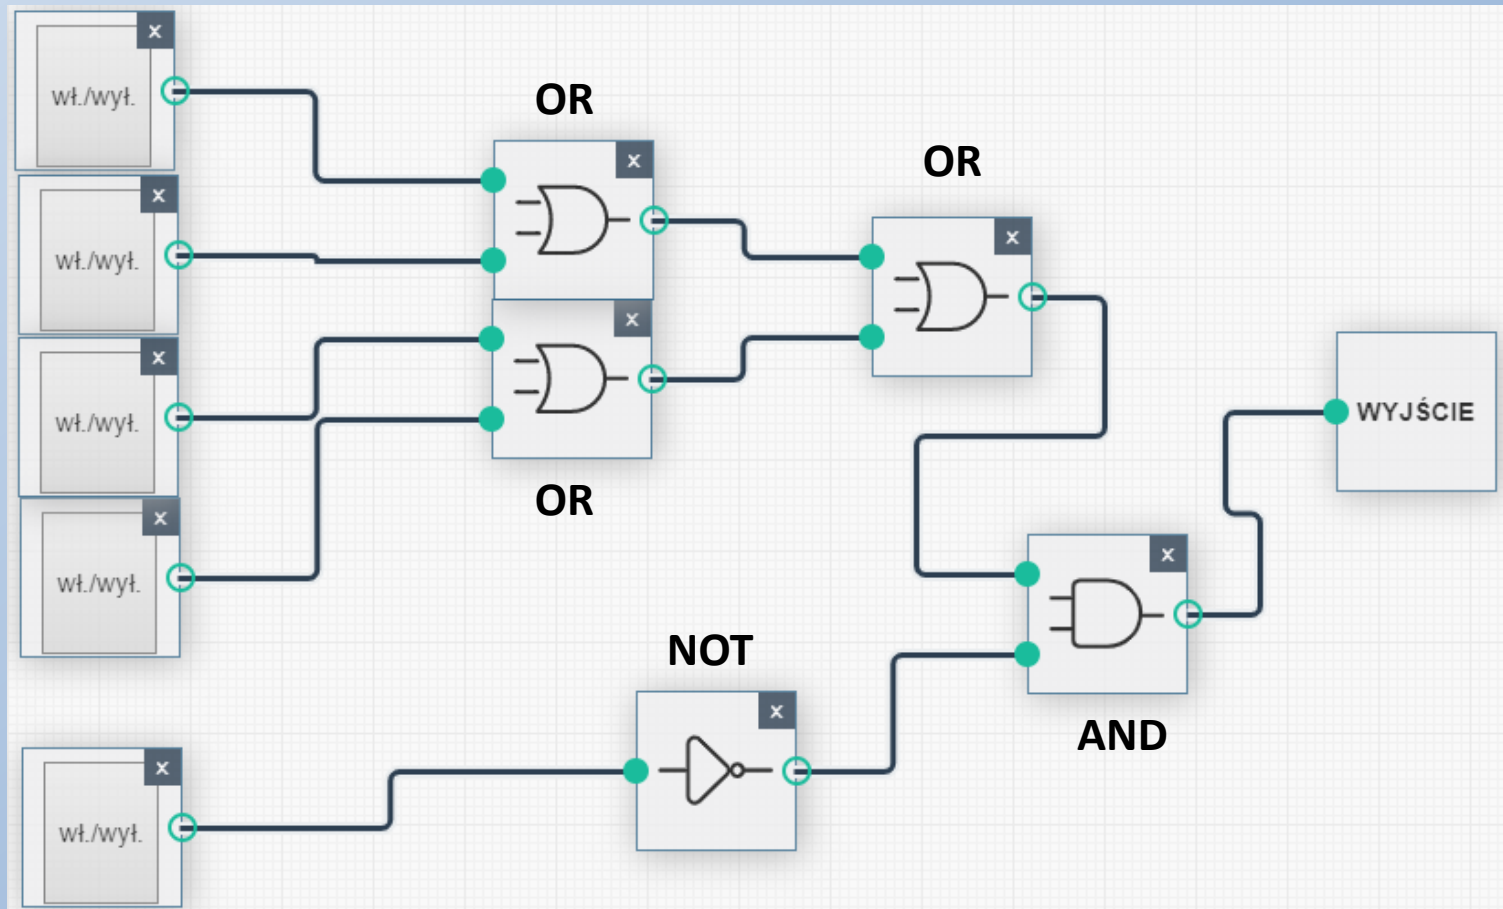 x
wł./wył.
OR
x
OR
x
wł./wył.
x
x
x
wł./wył.
WYJŚCIE
OR
x
wł./wył.
x
NOT
x
AND
x
wł./wył.